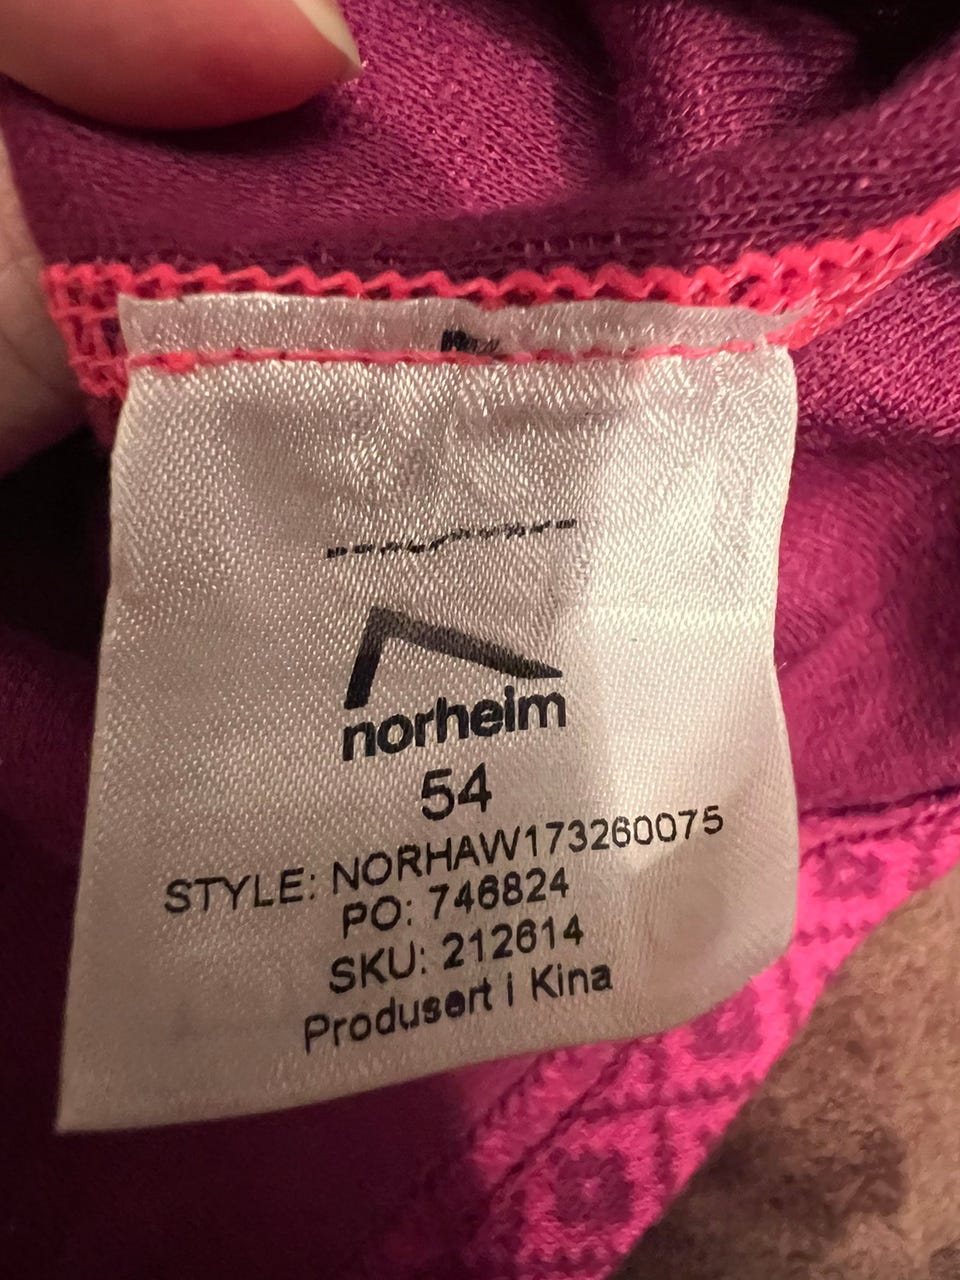 norheim
54
STYLE: NORHAW173260075
PO: 746824
SKU: 212614
Produsert i Kina